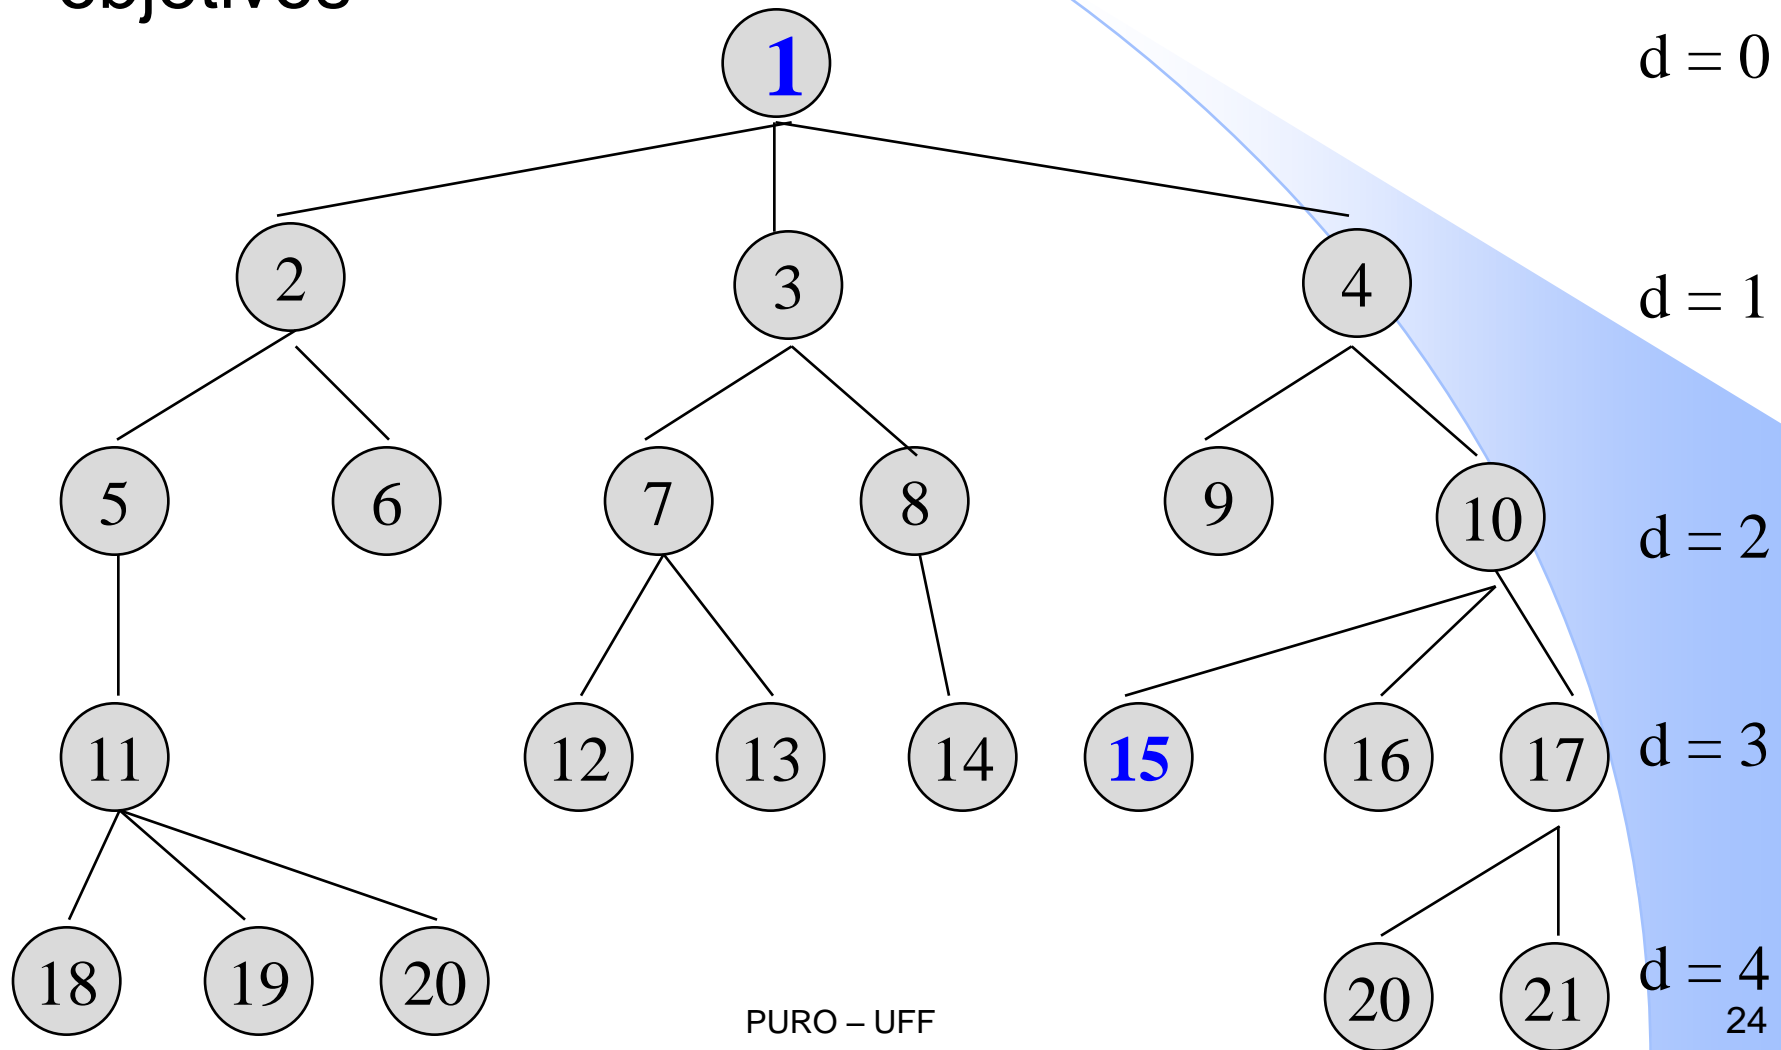 objetivos
1 d = 0
2 3 4 d = 1
5 6 7 8 9 10 d = 2
11 12 13 14 15 16 17 d = 3
18 19 20 20 21 d = 4
PURO – UFF 24